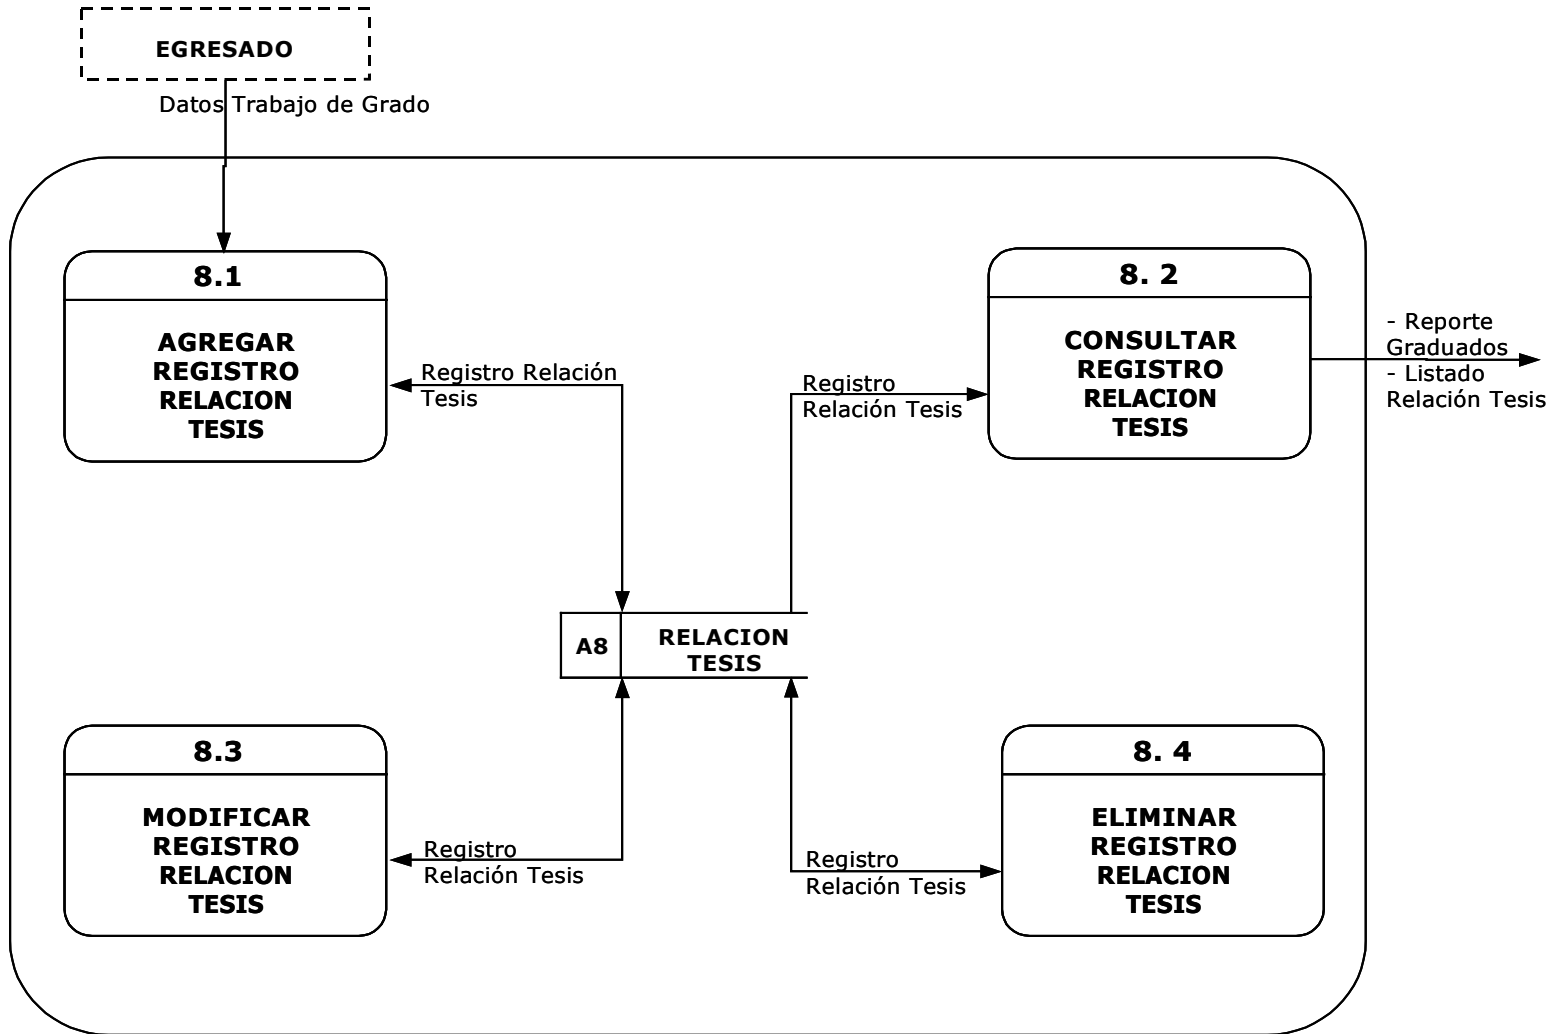 EGRESADO
Datos Trabajo de Grado
8.1
AGREGAR
REGISTRO
RELACION
TESIS
Registro Relación
Tesis
8. 2
CONSULTAR
REGISTRO
RELACION
TESIS
Registro
Relación Tesis
- Reporte
Graduados
- Listado
Relación Tesis
A8
RELACION
TESIS
8.3
MODIFICAR
REGISTRO
RELACION
TESIS
Registro
Relación Tesis
8. 4
ELIMINAR
REGISTRO
RELACION
TESIS
Registro
Relación Tesis